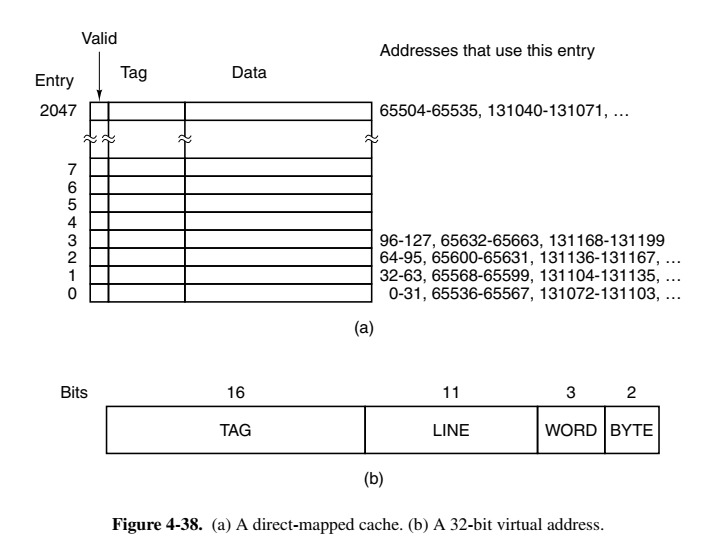 Valid
Addresses that use this entry
Entry Tag Data
2047 65504-65535, 131040-131071, …
7
6
5
4
3 96-127, 65632-65663, 131168-131199
2 64-95, 65600-65631, 131136-131167, …
1 32-63, 65568-65599, 131104-131135, …
0 0-31, 65536-65567, 131072-131103, …
(a)
Bits 16 11 3 2
TAG LINE WORD BYTE
(b)
Figure 4-38. (a) A direct-mapped cache. (b) A 32-bit virtual address.